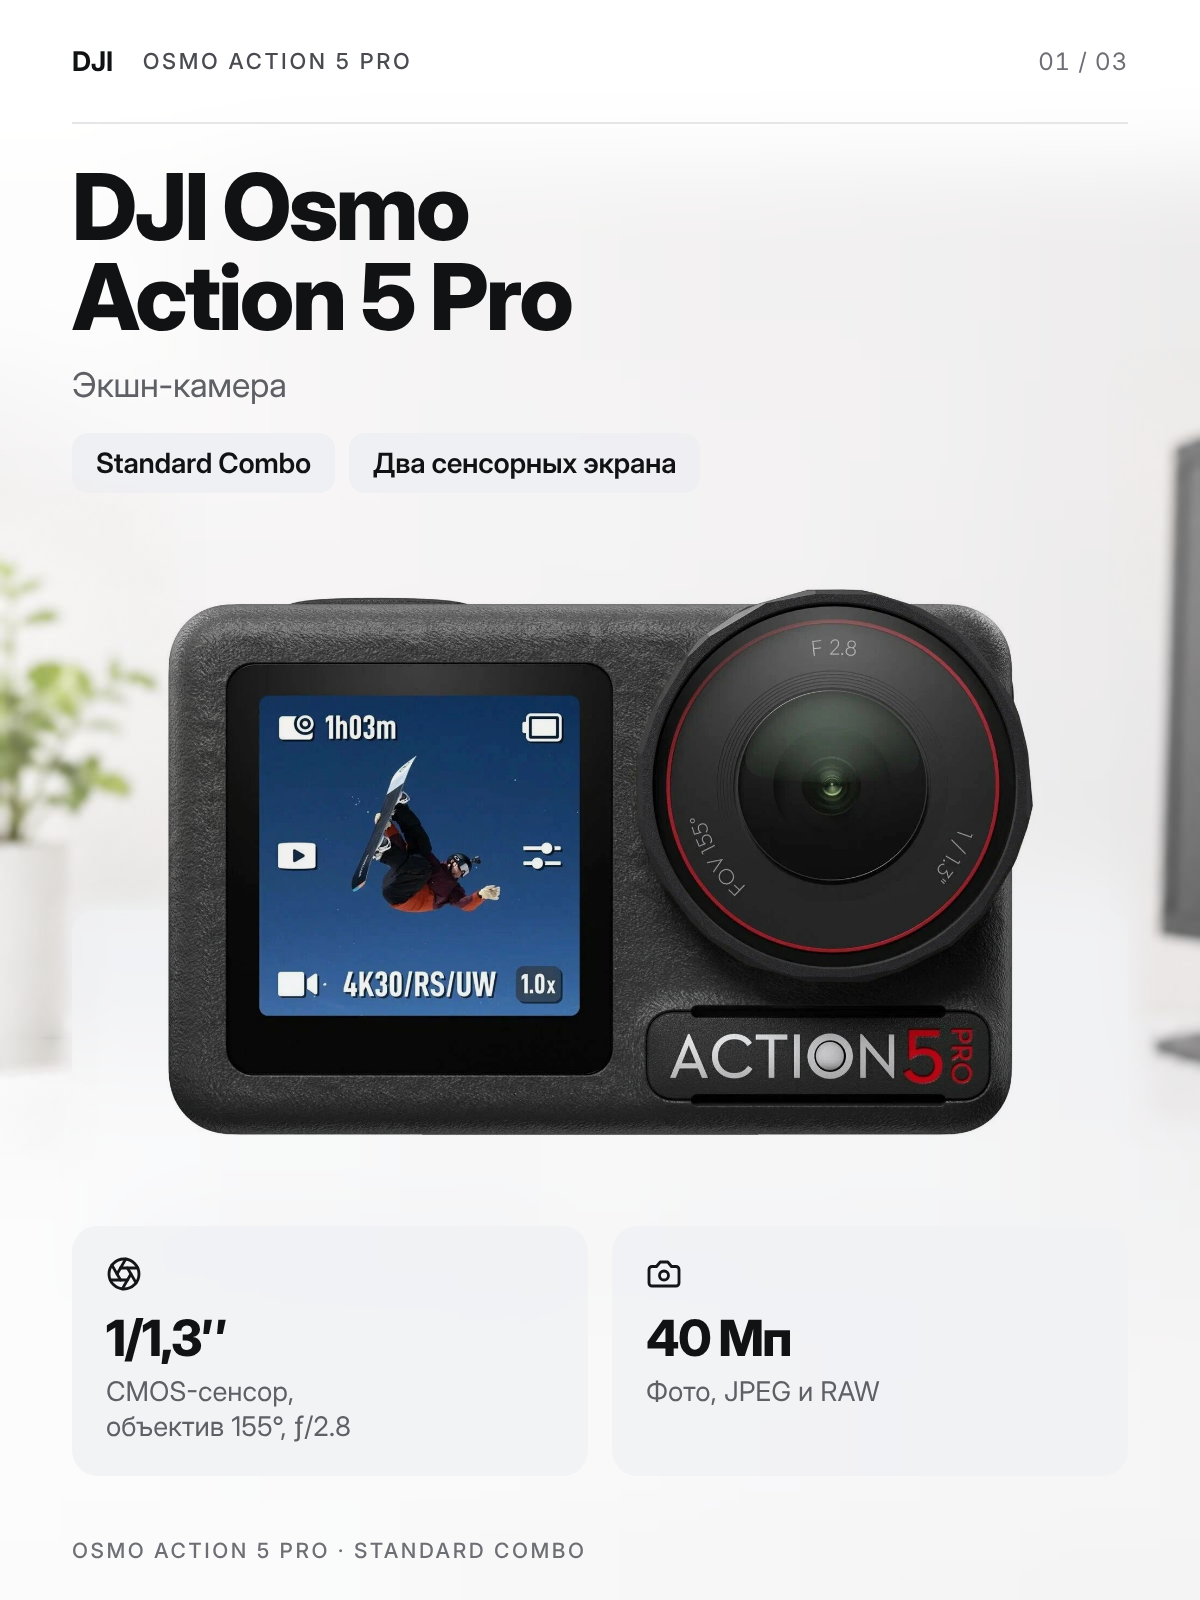 DJI OSMO ACTION 5 PRO
01 / 03
DJI Osmo
Action 5 Pro
Экшн-камера
Standard Combo
Два сенсорных экрана
F 2.8
FOV 155°
1 / 1.3"
1h03m
4K30/RS/UW
1.0x
ACTION 5 PRO
1/1,3″
CMOS-сенсор,
объектив 155°, ƒ/2.8
40 Мп
Фото, JPEG и RAW
OSMO ACTION 5 PRO · STANDARD COMBO